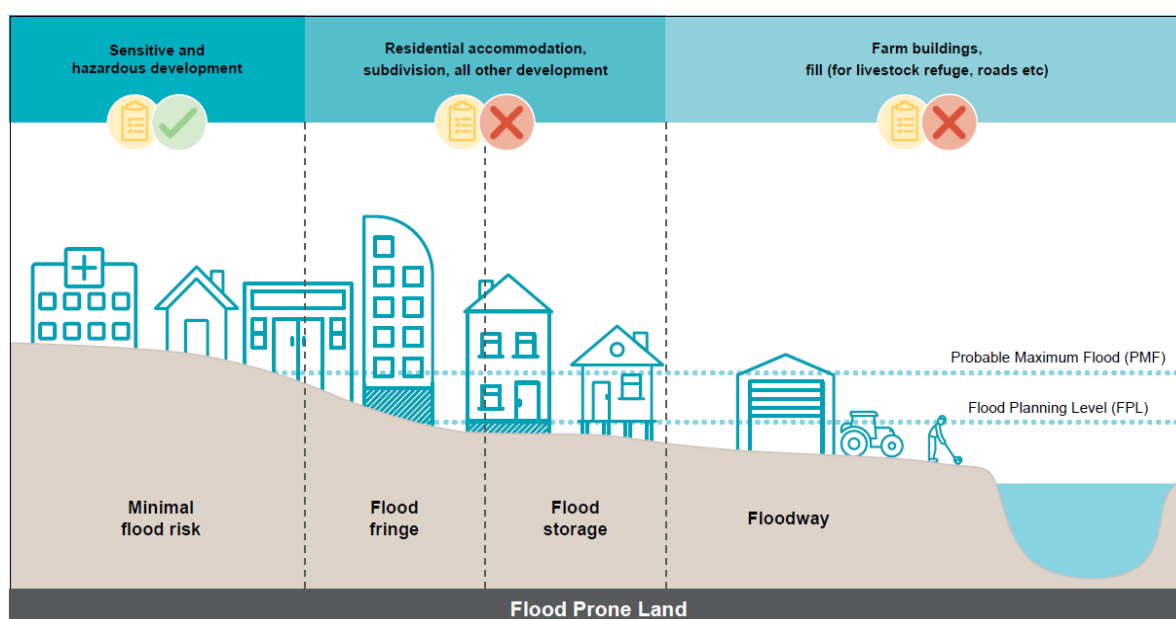 Sensitive and
hazardous development
Residential accommodation,
subdivision, all other development
Farm buildings,
fill (for livestock refuge, roads etc)
Probable Maximum Flood (PMF)
Flood Planning Level (FPL)
Minimal
flood risk
Flood
fringe
Flood
storage
Floodway
Flood Prone Land